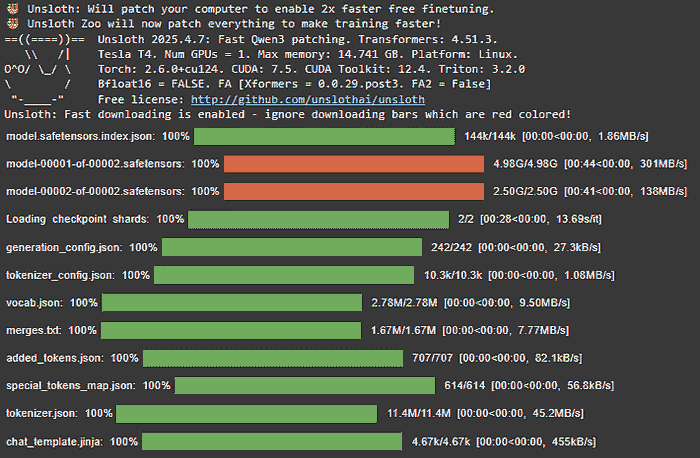 🦥 Unsloth: Will patch your computer to enable 2x faster free finetuning.
🦥 Unsloth Zoo will now patch everything to make training faster!
==((====))==  Unsloth 2025.4.7: Fast Qwen3 patching. Transformers: 4.51.3.
   \\   /|    Tesla T4. Num GPUs = 1. Max memory: 14.741 GB. Platform: Linux.
O^O/ \_/ \    Torch: 2.6.0+cu124. CUDA: 7.5. CUDA Toolkit: 12.4. Triton: 3.2.0
\        /    Bfloat16 = FALSE. FA [Xformers = 0.0.29.post3. FA2 = False]
 "-____-"     Free license: http://github.com/unslothai/unsloth
Unsloth: Fast downloading is enabled - ignore downloading bars which are red colored!
model.safetensors.index.json: 100% 144k/144k [00:00<00:00, 1.86MB/s]
model-00001-of-00002.safetensors: 100% 4.98G/4.98G [00:44<00:00, 301MB/s]
model-00002-of-00002.safetensors: 100% 2.50G/2.50G [00:41<00:00, 138MB/s]
Loading checkpoint shards: 100% 2/2 [00:28<00:00, 13.69s/it]
generation_config.json: 100% 242/242 [00:00<00:00, 27.3kB/s]
tokenizer_config.json: 100% 10.3k/10.3k [00:00<00:00, 1.08MB/s]
vocab.json: 100% 2.78M/2.78M [00:00<00:00, 9.50MB/s]
merges.txt: 100% 1.67M/1.67M [00:00<00:00, 7.77MB/s]
added_tokens.json: 100% 707/707 [00:00<00:00, 82.1kB/s]
special_tokens_map.json: 100% 614/614 [00:00<00:00, 56.8kB/s]
tokenizer.json: 100% 11.4M/11.4M [00:00<00:00, 45.2MB/s]
chat_template.jinja: 100% 4.67k/4.67k [00:00<00:00, 455kB/s]